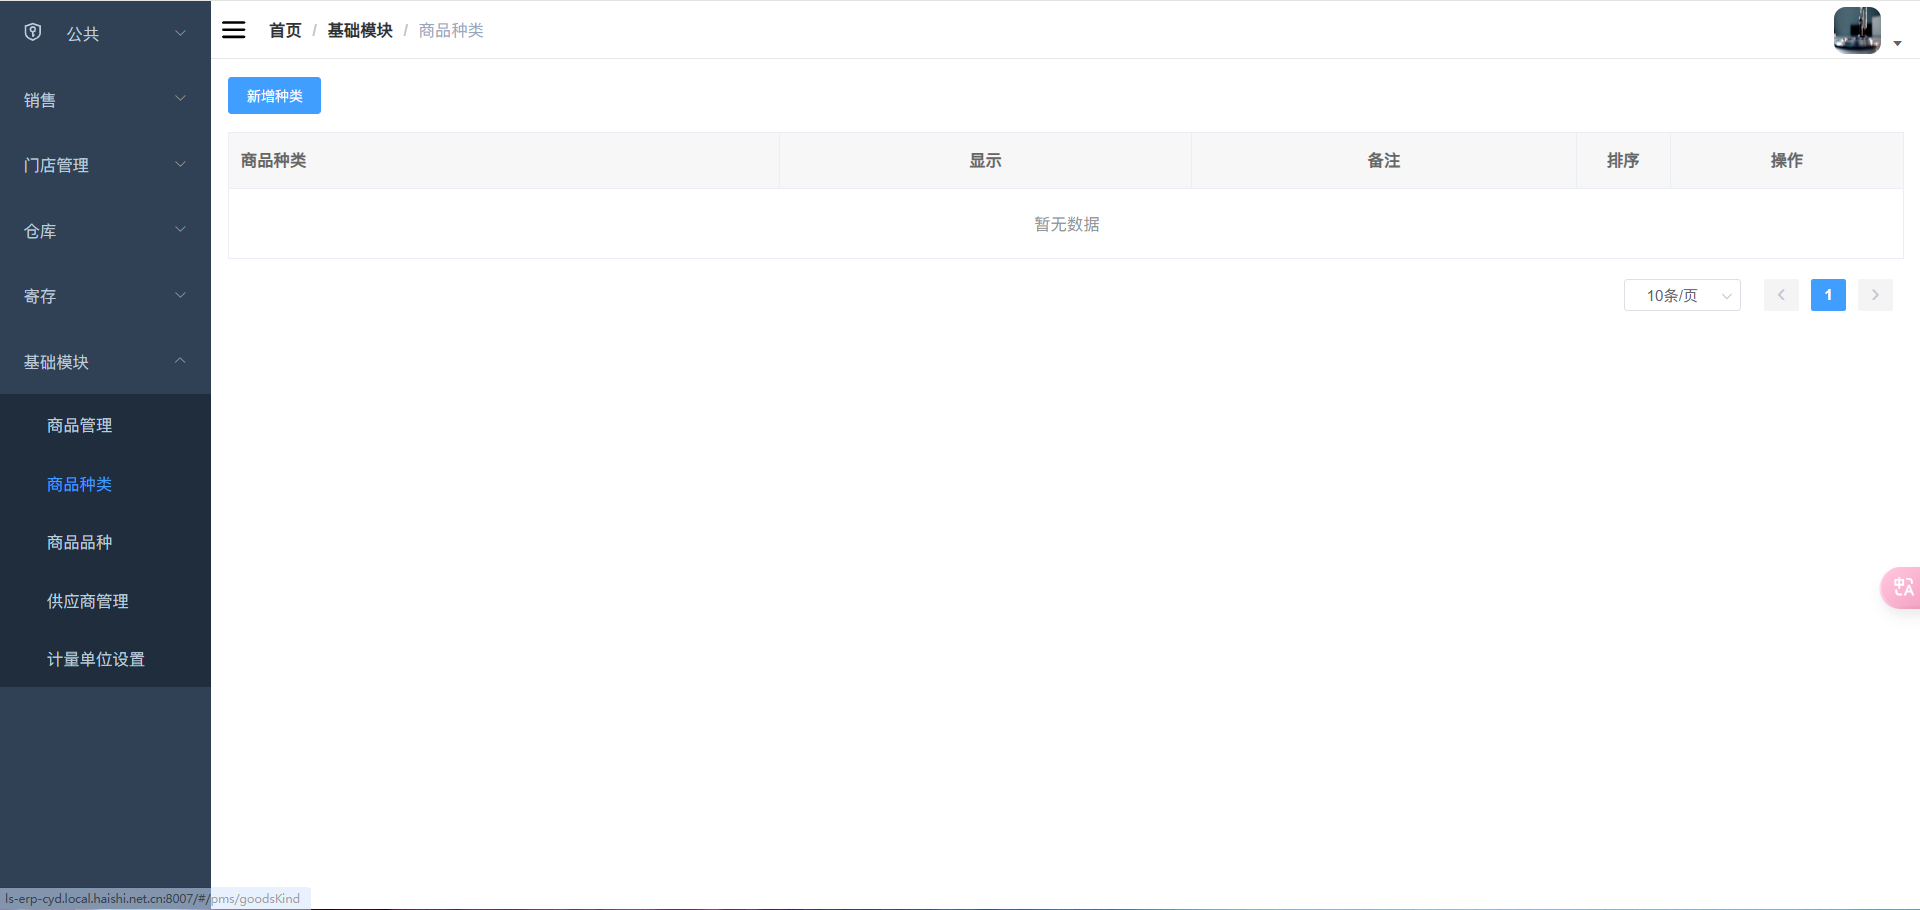 公共
销售
门店管理
仓库
寄存
基础模块
商品管理
商品种类
商品品种
供应商管理
计量单位设置
首页 / 基础模块 / 商品种类
新增种类
商品种类 显示 备注 排序 操作
暂无数据
10条/页 1
中A
ls-erp-cyd.local.haishi.net.cn:8007/#/pms/goodsKind